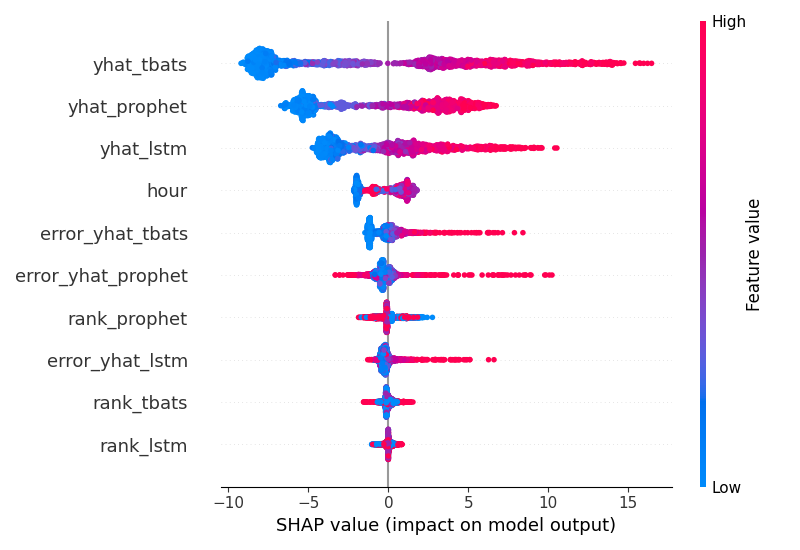 High
yhat_tbats
yhat_prophet
yhat_lstm
hour
error_yhat_tbats
error_yhat_prophet
rank_prophet
error_yhat_lstm
rank_tbats
rank_lstm
Feature value
Low
−10 −5 0 5 10 15
SHAP value (impact on model output)